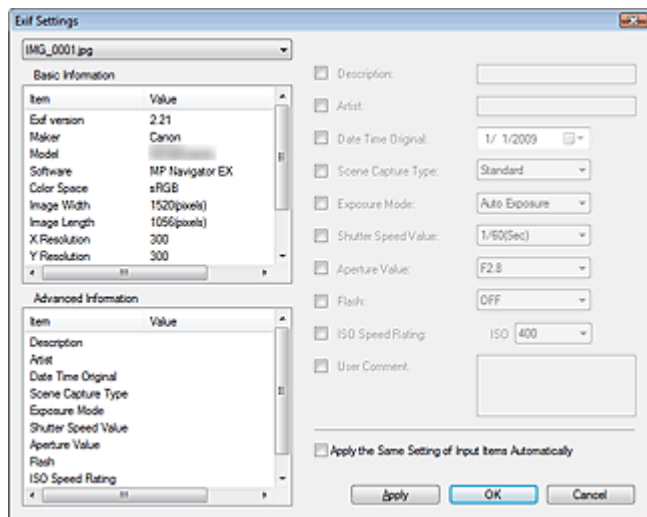 Exif Settings
IMG_0001.jpg
Basic Information
Item Value
Exif version 2.21
Maker Canon
Model
Software MP Navigator EX
Color Space sRGB
Image Width 1520(pixels)
Image Length 1056(pixels)
X Resolution 300
Y Resolution 300
Advanced Information
Item Value
Description
Artist
Date Time Original
Scene Capture Type
Exposure Mode
Shutter Speed Value
Aperture Value
Flash
ISO Speed Rating
Description:
Artist:
Date Time Original: 1/ 1/2009
Scene Capture Type: Standard
Exposure Mode: Auto Exposure
Shutter Speed Value: 1/60(Sec)
Aperture Value: F2.8
Flash: OFF
ISO Speed Rating: ISO 400
User Comment:
Apply the Same Setting of Input Items Automatically
Apply OK Cancel